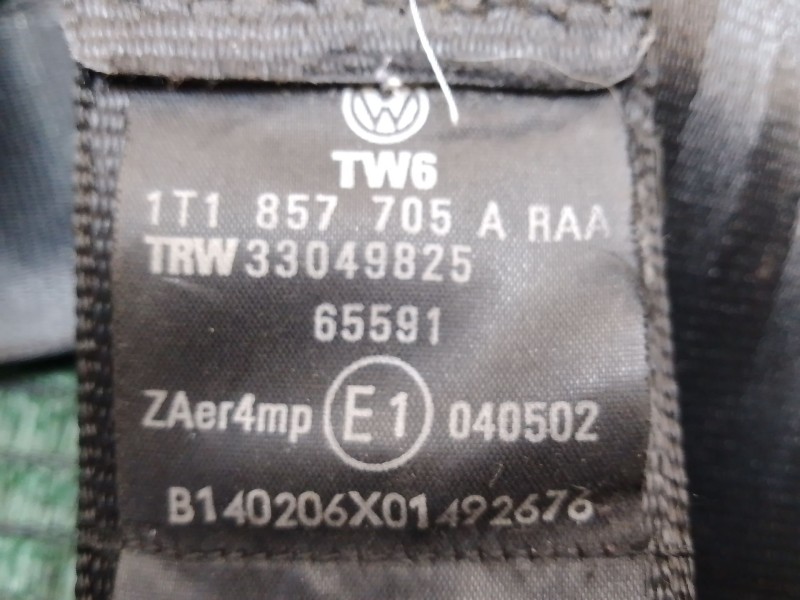 TW6
1T1 857 705 A RAA
TRW 33049825
65591
ZAer4mp E1 040502
B140206X01492676